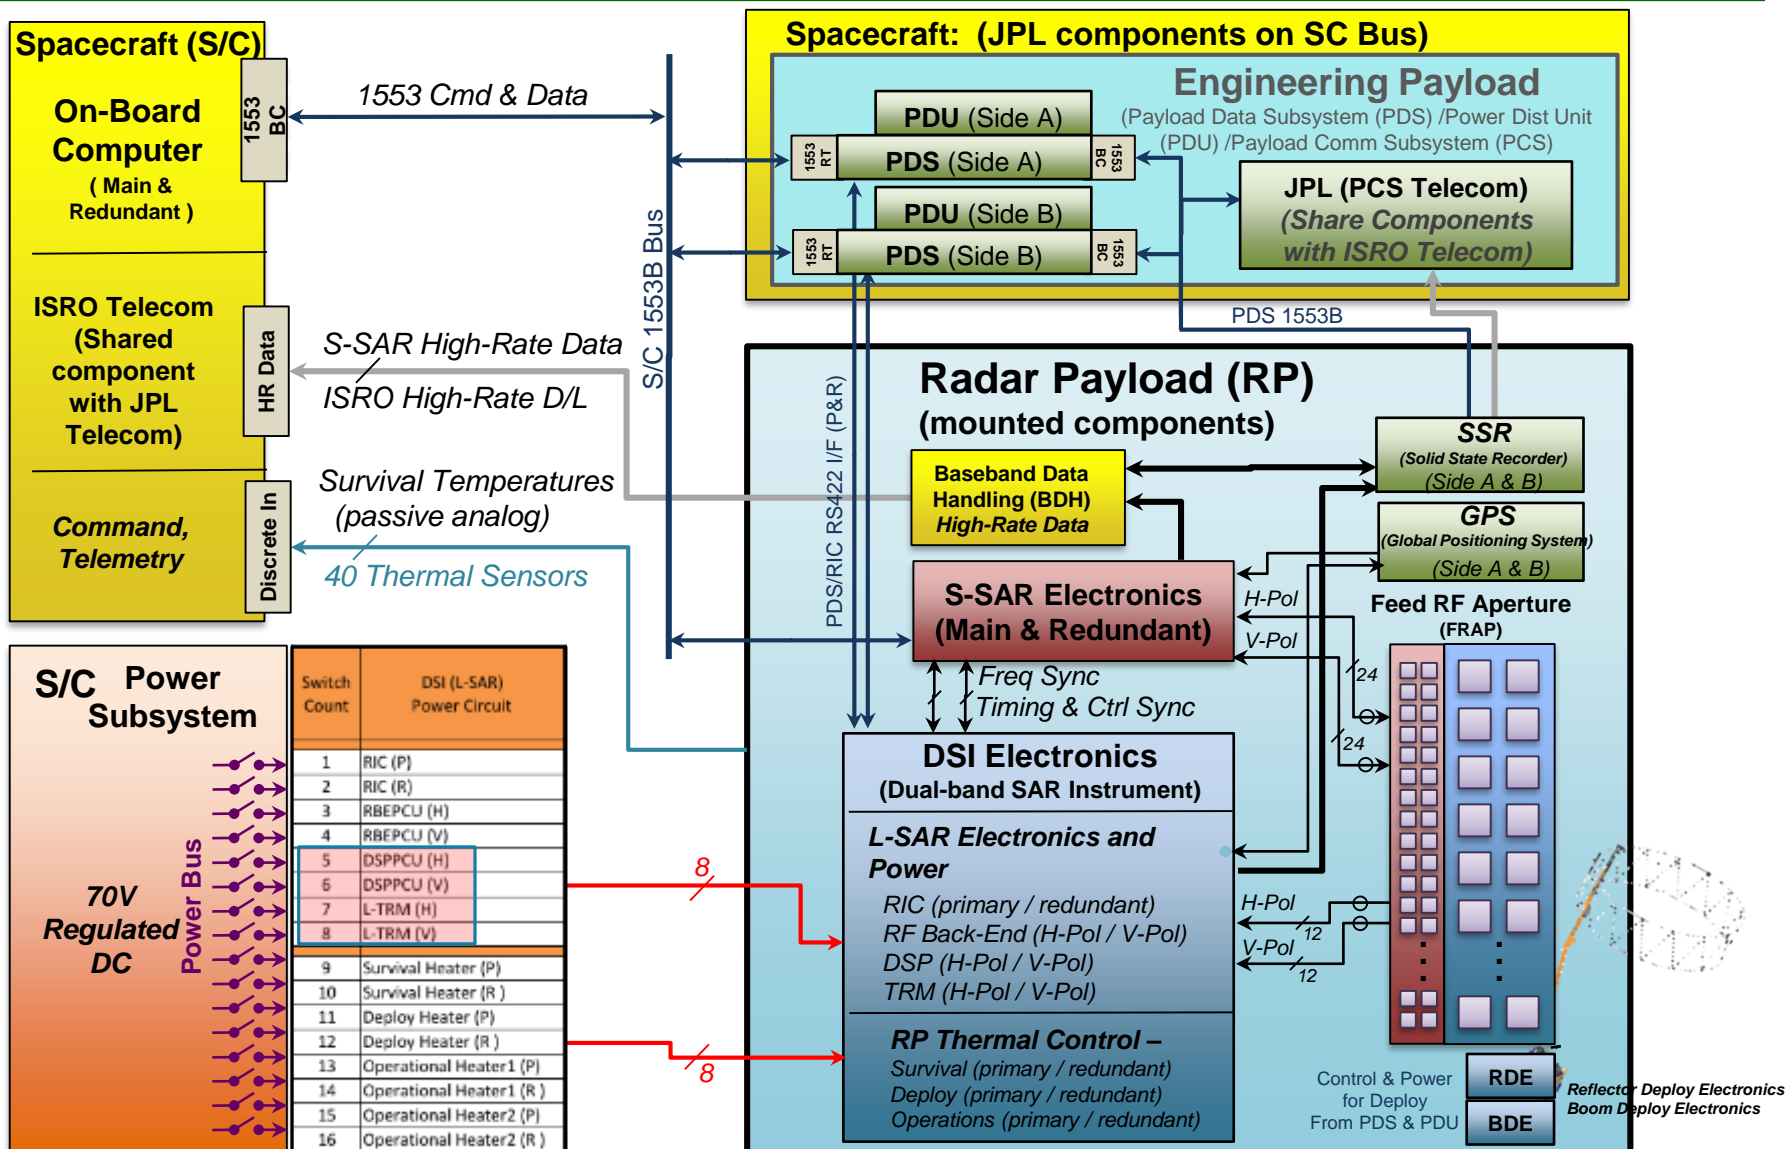 Spacecraft (S/C)
On-Board
Computer
( Main &
Redundant )
1553
BC
ISRO Telecom
(Shared
component
with JPL
Telecom)
HR Data
Command,
Telemetry
Discrete In
1553 Cmd & Data
S-SAR High-Rate Data
ISRO High-Rate D/L
Survival Temperatures
(passive analog)
40 Thermal Sensors
S/C 1553B Bus
Spacecraft: (JPL components on SC Bus)
Engineering Payload
(Payload Data Subsystem (PDS) /Power Dist Unit
(PDU) /Payload Comm Subsystem (PCS)
PDU (Side A)
1553
RT
PDS (Side A)
1553
BC
PDU (Side B)
1553
RT
PDS (Side B)
1553
BC
JPL (PCS Telecom)
(Share Components
with ISRO Telecom)
PDS 1553B
PDS/RIC RS422 I/F (P&R)
Radar Payload (RP)
(mounted components)
Baseband Data
Handling (BDH)
High-Rate Data
SSR
(Solid State Recorder)
(Side A & B)
GPS
(Global Positioning System)
(Side A & B)
S-SAR Electronics
(Main & Redundant)
H-Pol
V-Pol
24
24
Feed RF Aperture
(FRAP)
Freq Sync
Timing & Ctrl Sync
DSI Electronics
(Dual-band SAR Instrument)
L-SAR Electronics and
Power
RIC (primary / redundant)
RF Back-End (H-Pol / V-Pol)
DSP (H-Pol / V-Pol)
TRM (H-Pol / V-Pol)
H-Pol
12
V-Pol
12
RP Thermal Control –
Survival (primary / redundant)
Deploy (primary / redundant)
Operations (primary / redundant)
Control & Power
for Deploy
From PDS & PDU
RDE
BDE
Reflector Deploy Electronics
Boom Deploy Electronics
S/C Power
Subsystem
70V
Regulated
DC
Power Bus
Switch Count DSI (L-SAR) Power Circuit
1 RIC (P)
2 RIC (R)
3 RBEPCU (H)
4 RBEPCU (V)
5 DSPPCU (H)
6 DSPPCU (V)
7 L-TRM (H)
8 L-TRM (V)
9 Survival Heater (P)
10 Survival Heater (R )
11 Deploy Heater (P)
12 Deploy Heater (R )
13 Operational Heater1 (P)
14 Operational Heater1 (R )
15 Operational Heater2 (P)
16 Operational Heater2 (R )
8
8